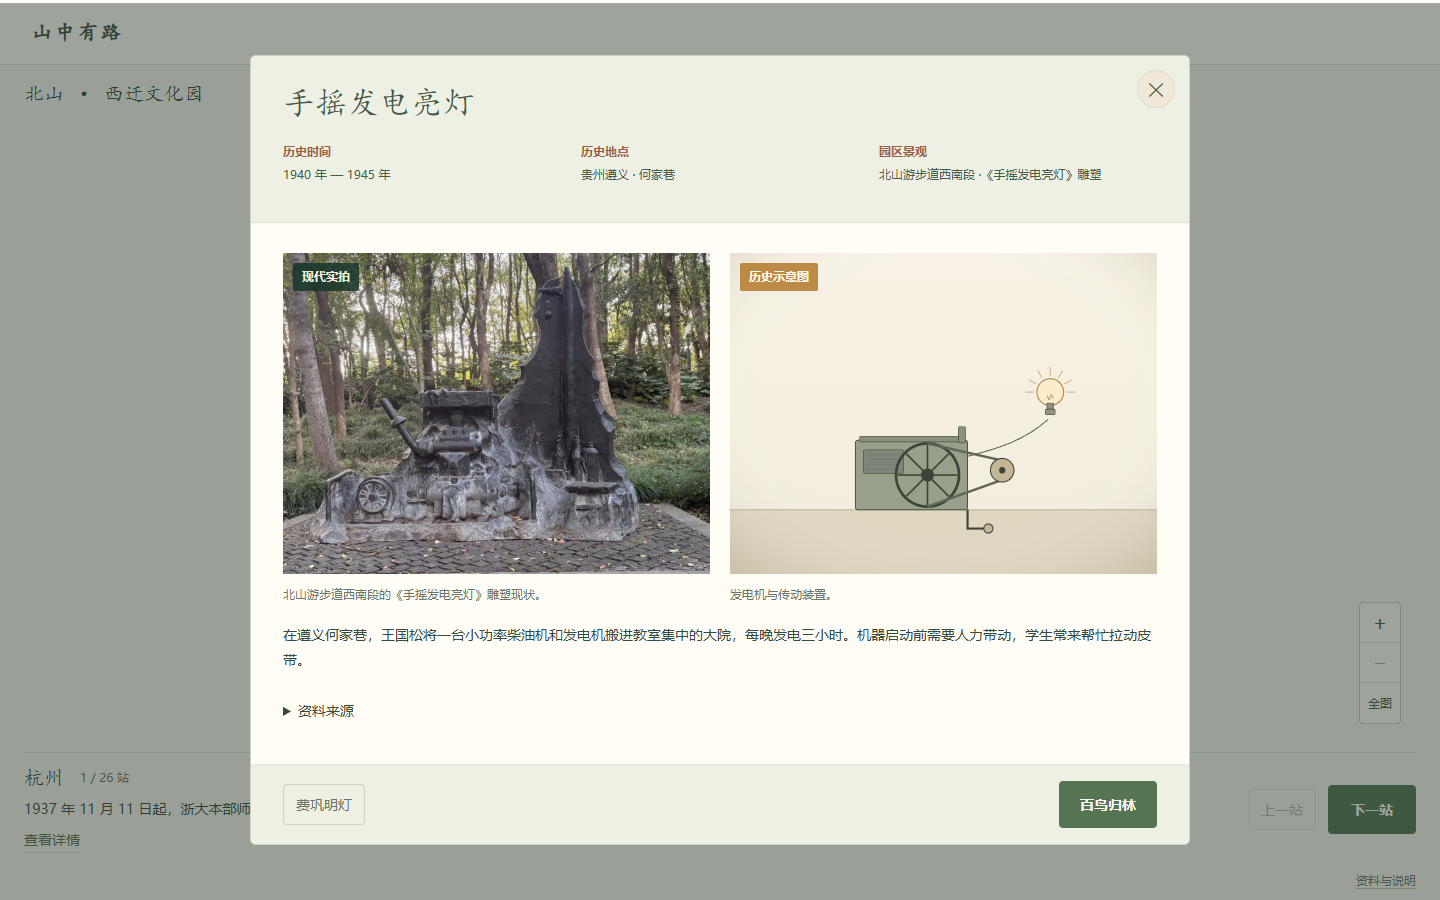 山中有路
北山 • 西迁文化园
手摇发电亮灯
历史时间
1940 年 — 1945 年
历史地点
贵州遵义 · 何家巷
园区景观
北山游步道西南段 · 《手摇发电亮灯》雕塑
现代实拍
历史示意图
北山游步道西南段的《手摇发电亮灯》雕塑现状。
发电机与传动装置。
在遵义何家巷，王国松将一台小功率柴油机和发电机搬进教室集中的大院，每晚发电三小时。机器启动前需要人力带动，学生常来帮忙拉动皮
带。
▶ 资料来源
费巩明灯
百鸟归林
+
−
全图
杭州 1 / 26 站
1937 年 11 月 11 日起，浙大本部师
查看详情
上一站
下一站
资料与说明